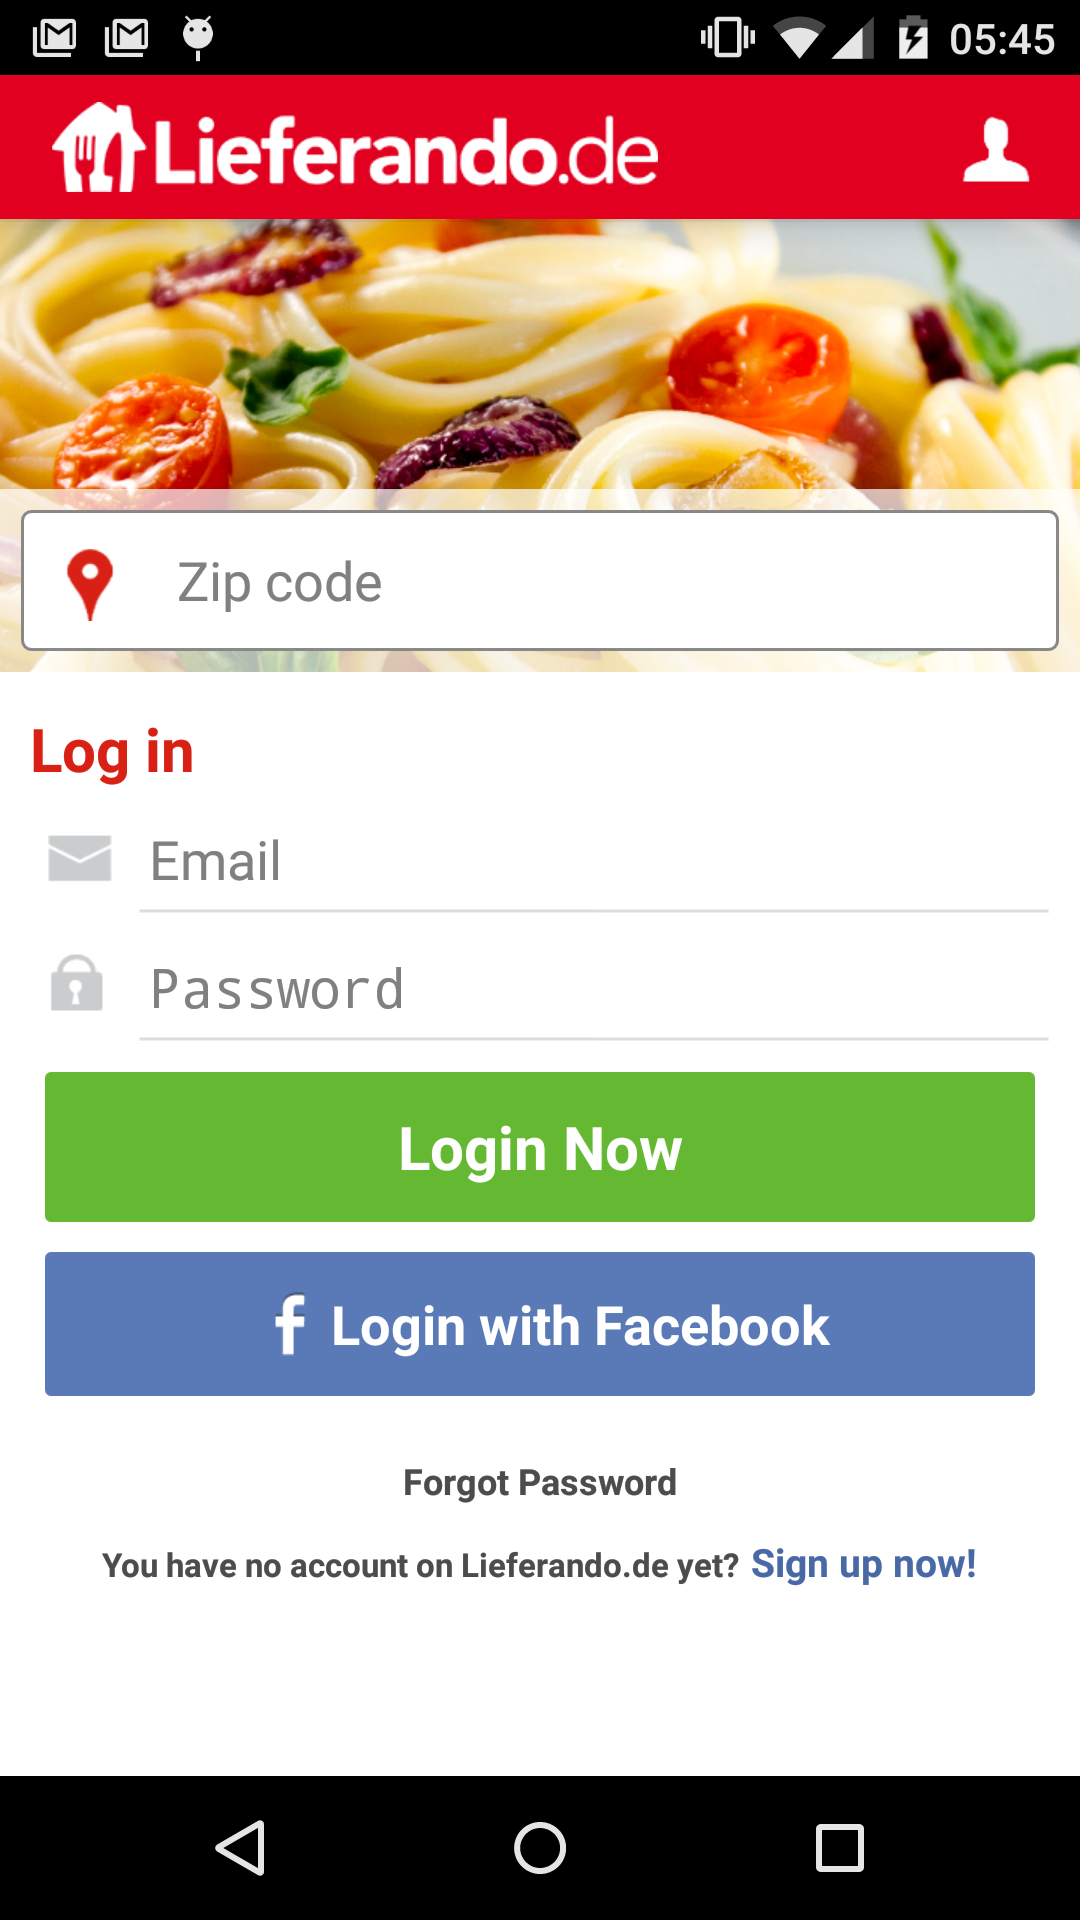 05:45
Lieferando.de
Zip code
Log in
Email
Password
Login Now
f Login with Facebook
Forgot Password
You have no account on Lieferando.de yet? Sign up now!